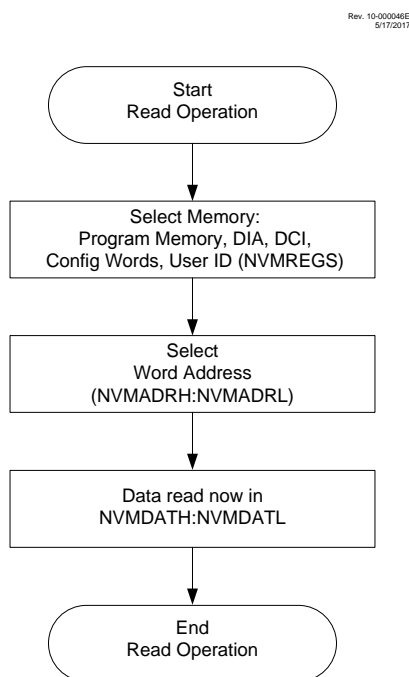 Rev. 10-000046E
5/17/2017
Start
Read Operation
Select Memory:
Program Memory, DIA, DCI,
Config Words, User ID (NVMREGS)
Select
Word Address
(NVMADRH:NVMADRL)
Data read now in
NVMDATH:NVMDATL
End
Read Operation